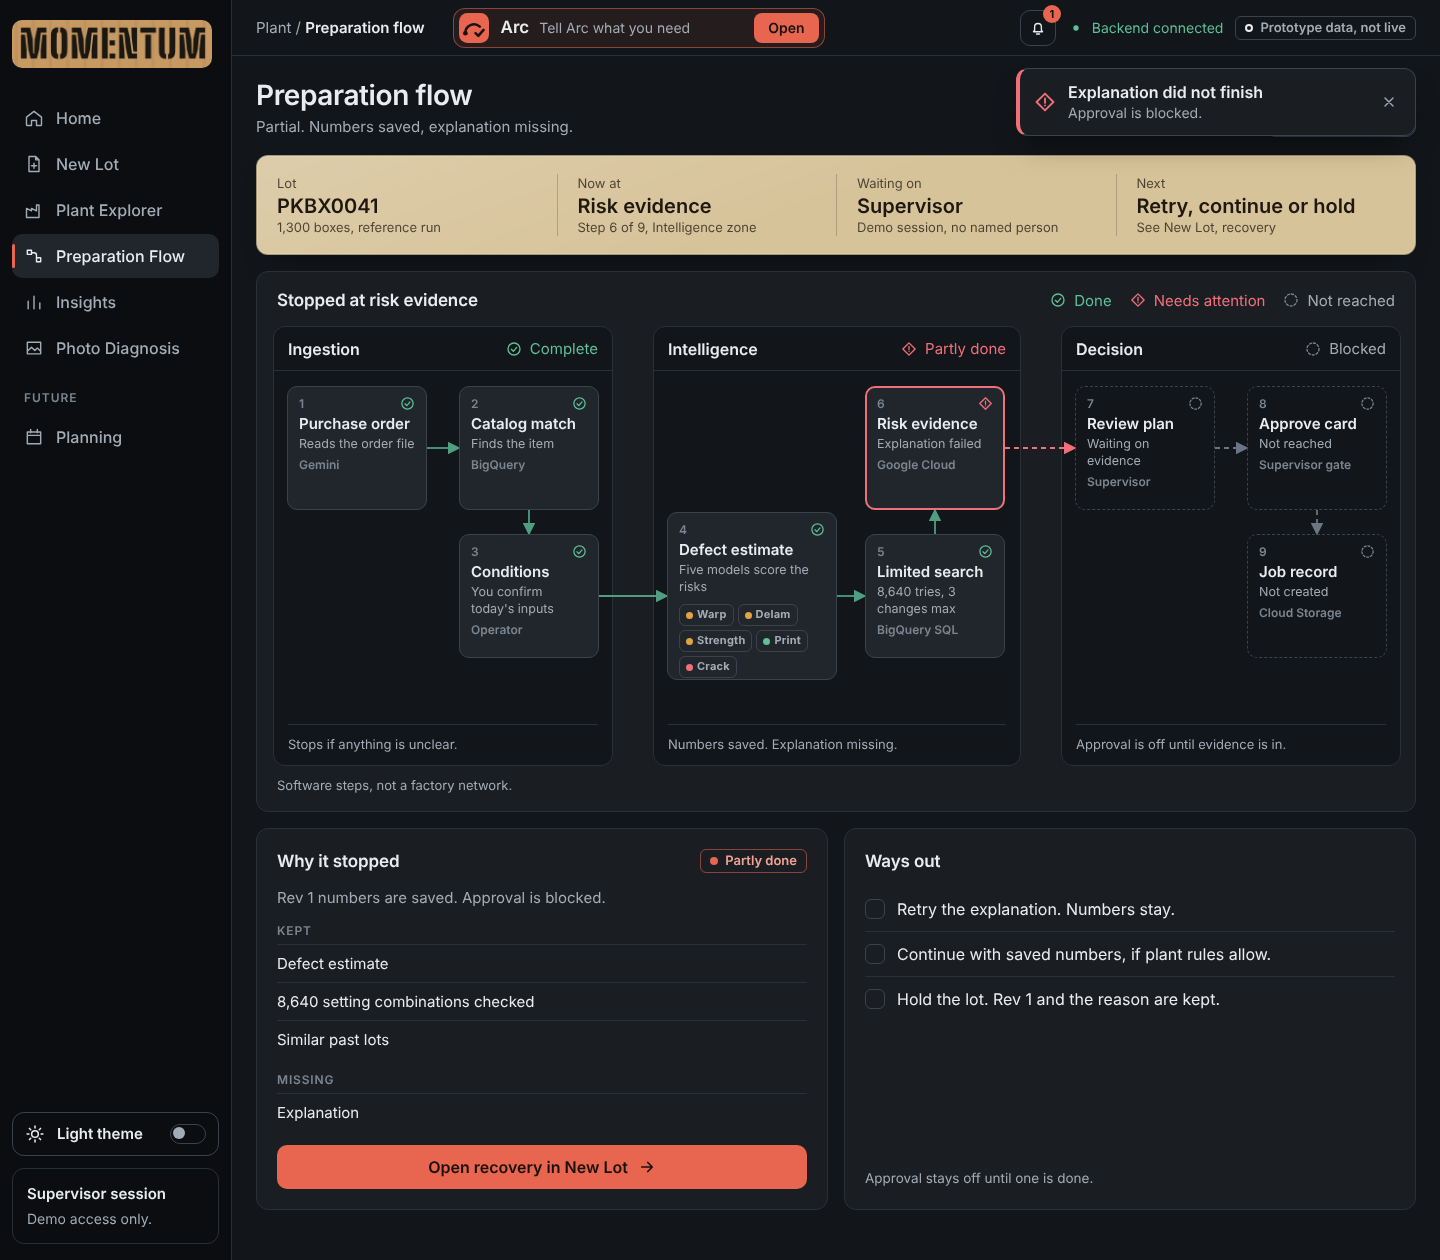 MOMENTUM
Home
New Lot
Plant Explorer
Preparation Flow
Insights
Photo Diagnosis
FUTURE
Planning
Light theme
Supervisor session
Demo access only.
Plant / Preparation flow
Arc Tell Arc what you need Open
1
Backend connected
Prototype data, not live
Preparation flow
Partial. Numbers saved, explanation missing.
Explanation did not finish
Approval is blocked.
Lot
PKBX0041
1,300 boxes, reference run
Now at
Risk evidence
Step 6 of 9, Intelligence zone
Waiting on
Supervisor
Demo session, no named person
Next
Retry, continue or hold
See New Lot, recovery
Stopped at risk evidence
Done
Needs attention
Not reached
Ingestion
Complete
1
Purchase order
Reads the order file
Gemini
2
Catalog match
Finds the item
BigQuery
3
Conditions
You confirm
today's inputs
Operator
Stops if anything is unclear.
Intelligence
Partly done
4
Defect estimate
Five models score the
risks
Warp
Delam
Strength
Print
Crack
5
Limited search
8,640 tries, 3
changes max
BigQuery SQL
6
Risk evidence
Explanation failed
Google Cloud
Numbers saved. Explanation missing.
Decision
Blocked
7
Review plan
Waiting on
evidence
Supervisor
8
Approve card
Not reached
Supervisor gate
9
Job record
Not created
Cloud Storage
Approval is off until evidence is in.
Software steps, not a factory network.
Why it stopped
Partly done
Rev 1 numbers are saved. Approval is blocked.
KEPT
Defect estimate
8,640 setting combinations checked
Similar past lots
MISSING
Explanation
Open recovery in New Lot
Ways out
Retry the explanation. Numbers stay.
Continue with saved numbers, if plant rules allow.
Hold the lot. Rev 1 and the reason are kept.
Approval stays off until one is done.